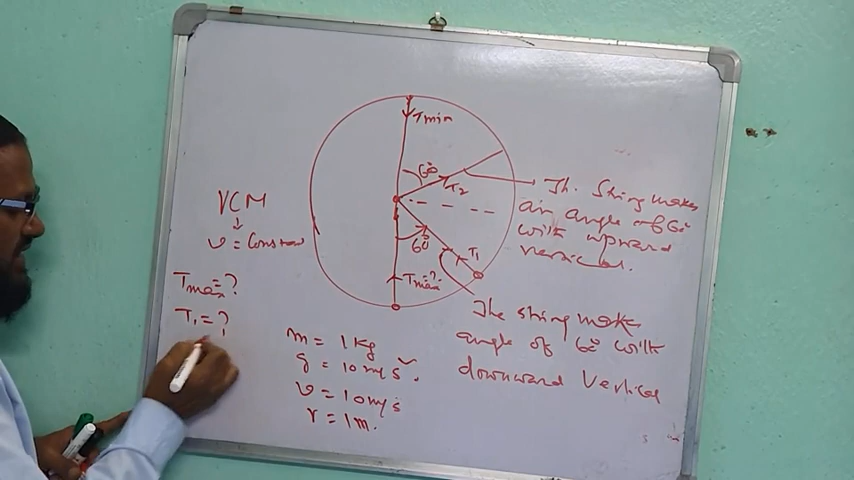 Tmin
60°
T2
The String makes
an angle of 60°
with upward
vertical.
VCM
↓
v = Constant
60°
T1
Tmax=?
Tmax=?
T1=?
The string makes
angle of 60° with
downward Vertical
m = 1 kg
g = 10 m/s².
v = 10 m/s
r = 1 m.